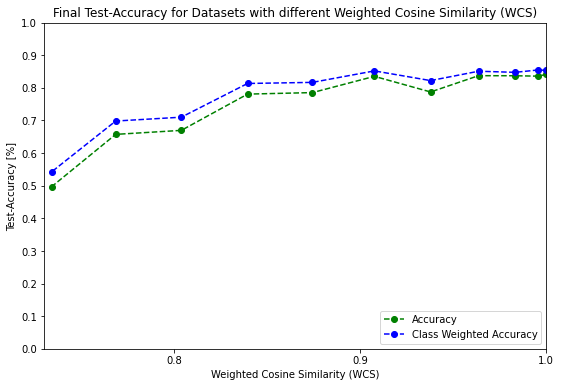 Final Test-Accuracy for Datasets with different Weighted Cosine Similarity (WCS)
1.0
0.9
0.8
0.7
0.6
0.5
0.4
0.3
0.2
0.1
0.0
Test-Accuracy [%]
Accuracy
Class Weighted Accuracy
0.8 0.9 1.0
Weighted Cosine Similarity (WCS)